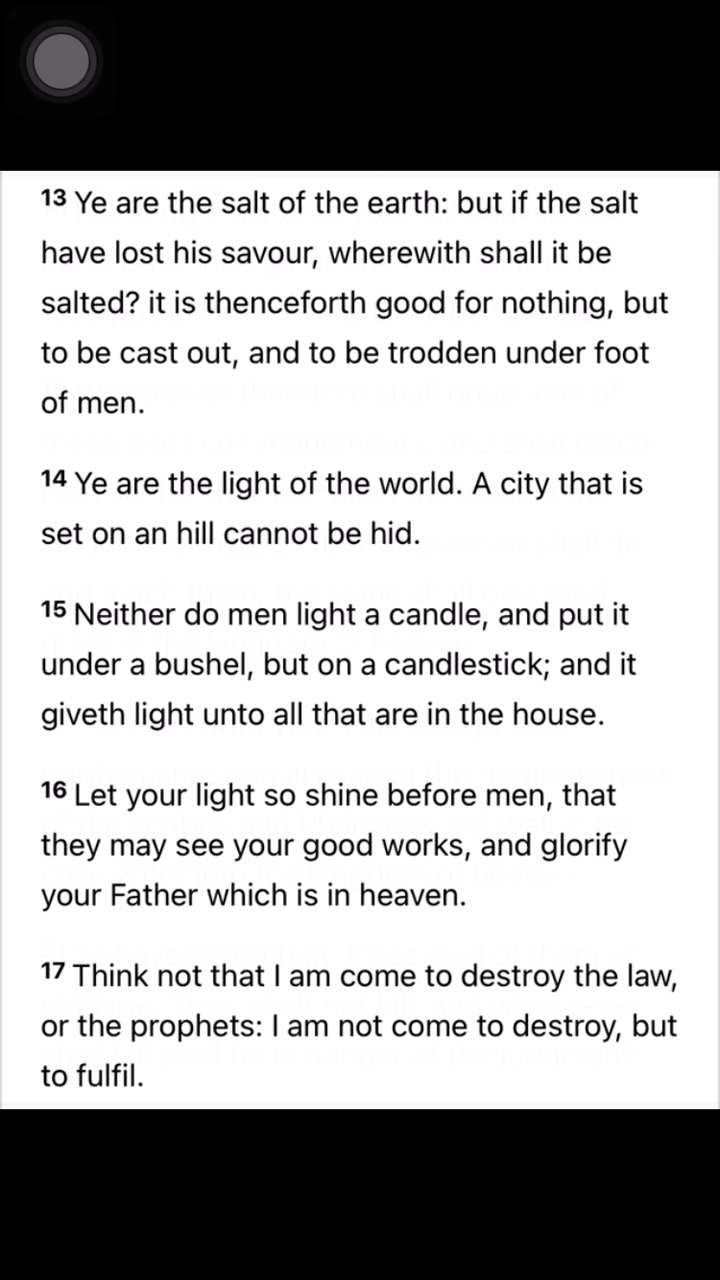 13 Ye are the salt of the earth: but if the salt
have lost his savour, wherewith shall it be
salted? it is thenceforth good for nothing, but
to be cast out, and to be trodden under foot
of men.
14 Ye are the light of the world. A city that is
set on an hill cannot be hid.
15 Neither do men light a candle, and put it
under a bushel, but on a candlestick; and it
giveth light unto all that are in the house.
16 Let your light so shine before men, that
they may see your good works, and glorify
your Father which is in heaven.
17 Think not that I am come to destroy the law,
or the prophets: I am not come to destroy, but
to fulfil.